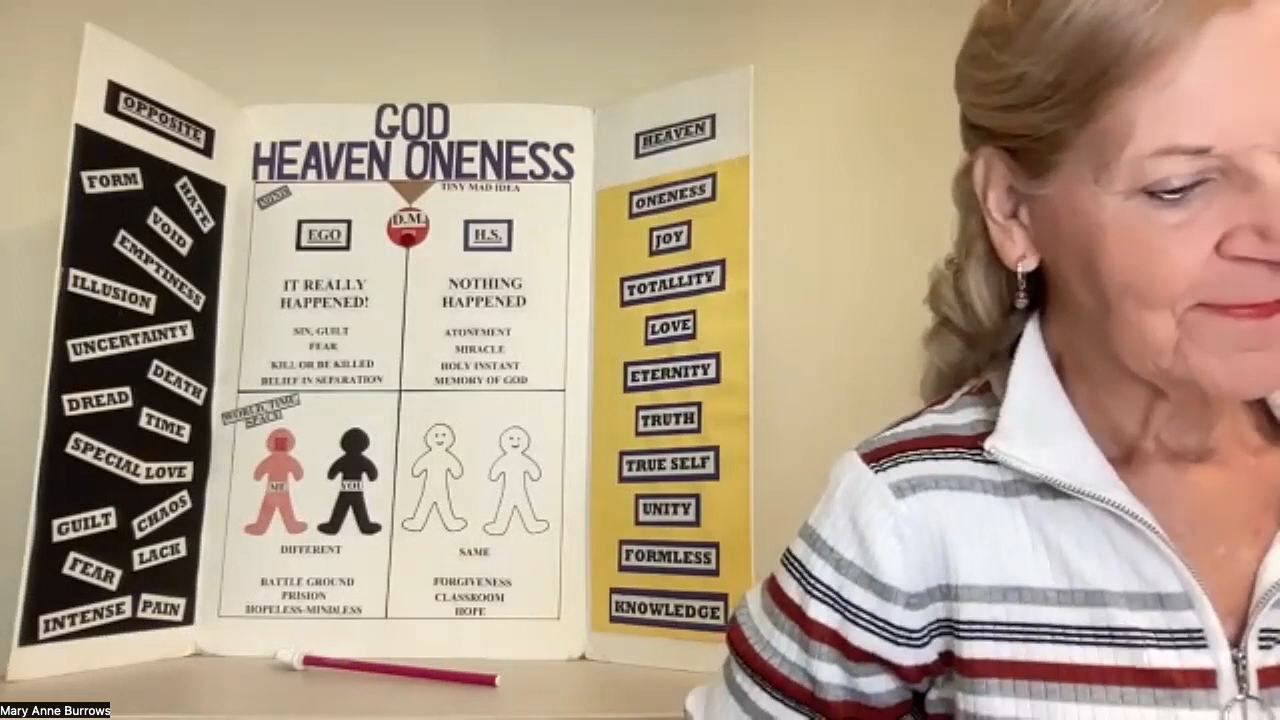 OPPOSITE
FORM
HATE
VOID
EMPTINESS
ILLUSION
UNCERTAINTY
DEATH
DREAD
TIME
SPECIAL LOVE
CHAOS
GUILT
LACK
FEAR
INTENSE PAIN
GOD
HEAVEN ONENESS
MIND
TINY MAD IDEA
D.M.
EGO
H.S.
IT REALLY
HAPPENED!
NOTHING
HAPPENED
SIN, GUILT
FEAR
KILL OR BE KILLED
BELIEF IN SEPARATION
ATONTMENT
MIRACLE
HOLY INSTANT
MEMORY OF GOD
WORLD, TIME,
SPACE
ME
YOU
DIFFERENT
SAME
BATTLE GROUND
PRISION
HOPELESS-MINDLESS
FORGIVENESS
CLASSROOM
HOPE
HEAVEN
ONENESS
JOY
TOTALLITY
LOVE
ETERNITY
TRUTH
TRUE SELF
UNITY
FORMLESS
KNOWLEDGE
Mary Anne Burrows